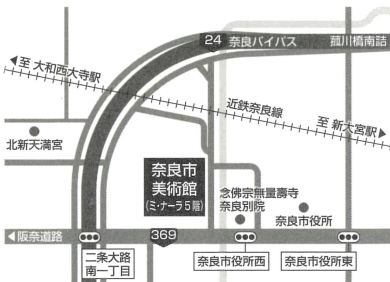 24 奈良バイパス 菰川橋南詰
◀至 大和西大寺駅
近鉄奈良線
至 新大宮駅▶
北新天満宮
奈良市
美術館
(ミ・ナーラ5階)
念佛宗無量壽寺
奈良別院
奈良市役所
◀阪奈道路
369
二条大路
南一丁目
奈良市役所西
奈良市役所東